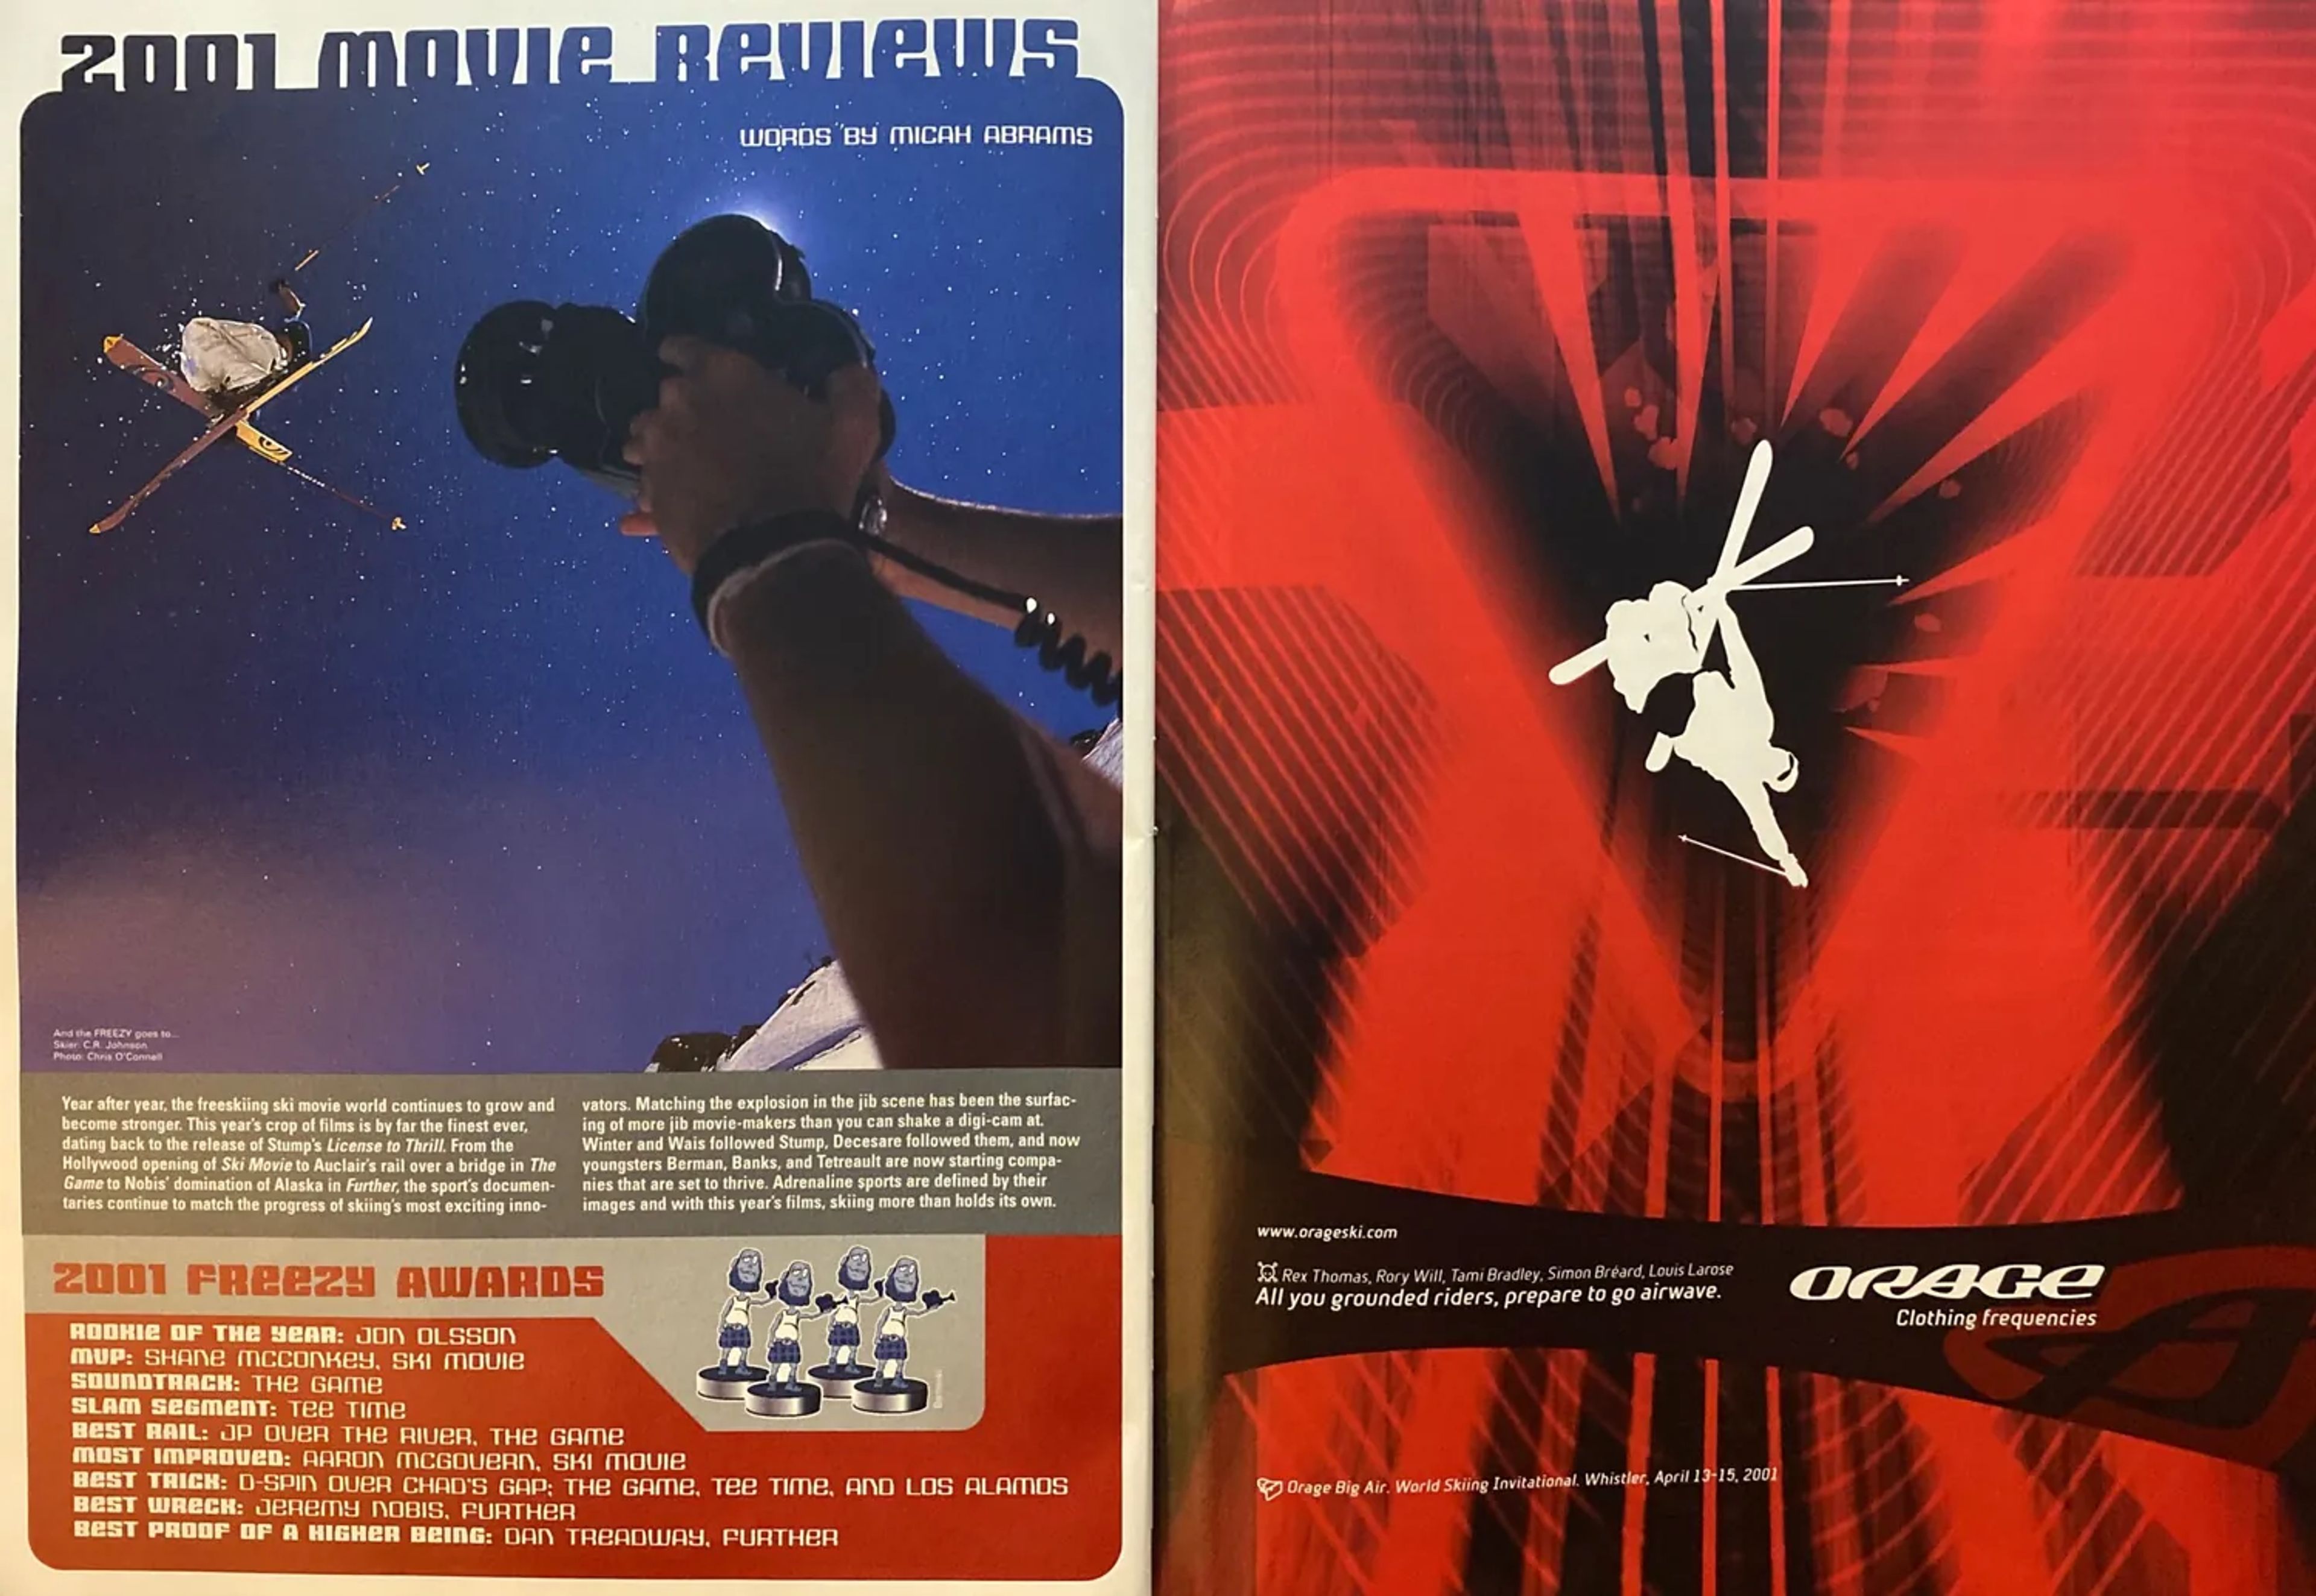 2001 MOVIE REVIEWS
WORDS BY MICAH ABRAMS
And the FREEZY goes to...
Skier: C.R. Johnson
Photo: Chris O'Connell
Year after year, the freeskiing ski movie world continues to grow and
become stronger. This year's crop of films is by far the finest ever,
dating back to the release of Stump's License to Thrill. From the
Hollywood opening of Ski Movie to Auclair's rail over a bridge in The
Game to Nobis' domination of Alaska in Further, the sport's documen-
taries continue to match the progress of skiing's most exciting inno-
vators. Matching the explosion in the jib scene has been the surfac-
ing of more jib movie-makers than you can shake a digi-cam at.
Winter and Wais followed Stump, Decesare followed them, and now
youngsters Berman, Banks, and Tetreault are now starting compa-
nies that are set to thrive. Adrenaline sports are defined by their
images and with this year's films, skiing more than holds its own.
2001 FREEZY AWARDS
ROOKIE OF THE YEAR: JON OLSSON
MVP: SHANE MCCONKEY, SKI MOVIE
SOUNDTRACK: THE GAME
SLAM SEGMENT: TEE TIME
BEST RAIL: JP OVER THE RIVER, THE GAME
MOST IMPROVED: AARON MCGOVERN, SKI MOVIE
BEST TRICK: D-SPIN OVER CHAD'S GAP; THE GAME, TEE TIME, AND LOS ALAMOS
BEST WRECK: JEREMY NOBIS, FURTHER
BEST PROOF OF A HIGHER BEING: DAN TREADWAY, FURTHER
www.orageski.com
Rex Thomas, Rory Will, Tami Bradley, Simon Bréard, Louis Larose
All you grounded riders, prepare to go airwave.
ORAGE
Clothing frequencies
Orage Big Air. World Skiing Invitational. Whistler, April 13-15, 2001